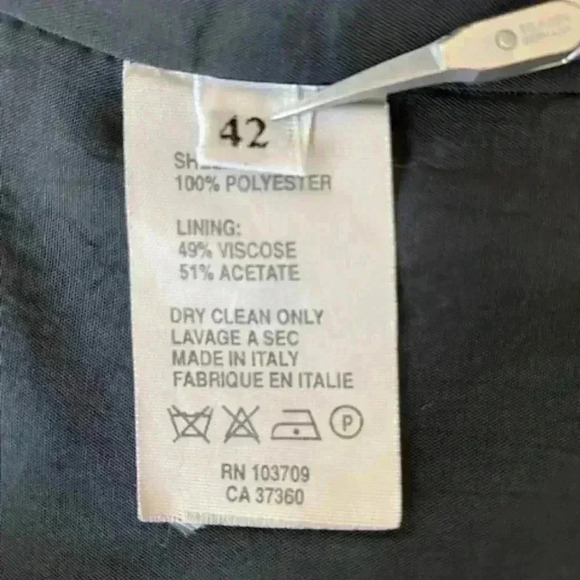 42
100% POLYESTER
LINING:
49% VISCOSE
51% ACETATE
DRY CLEAN ONLY
LAVAGE A SEC
MADE IN ITALY
FABRIQUE EN ITALIE
P
RN 103709
CA 37360